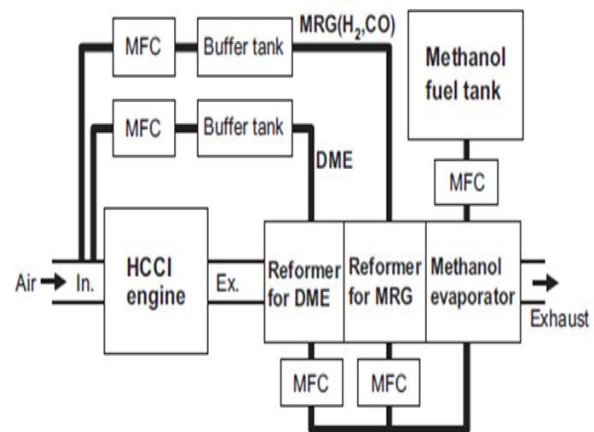 MRG(H₂,CO)
MFC
Buffer tank
Methanol
fuel tank
MFC
Buffer tank
DME
MFC
HCCI
engine
Air
In.
Ex.
Reformer
for DME
Reformer
for MRG
Methanol
evaporator
Exhaust
MFC
MFC